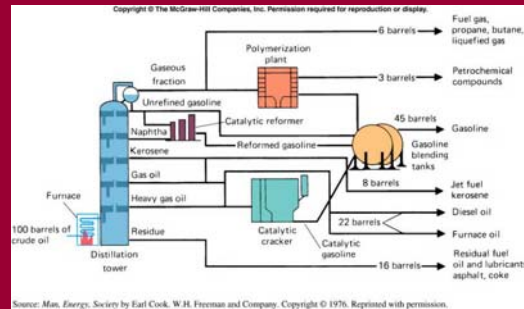 Copyright © The McGraw-Hill Companies, Inc. Permission required for reproduction or display.
6 barrels
Fuel gas,
propane, butane,
liquefied gas
Polymerization
plant
Gaseous
fraction
3 barrels
Petrochemical
compounds
Unrefined gasoline
Catalytic reformer
45 barrels
Gasoline
Naphtha
Reformed gasoline
Kerosene
Gasoline
blending
tanks
Gas oil
8 barrels
Jet fuel
kerosene
Furnace
Heavy gas oil
Diesel oil
22 barrels
100 barrels of
crude oil
Residue
Catalytic
cracker
Catalytic
gasoline
Furnace oil
Distillation
tower
16 barrels
Residual fuel
oil and lubricants
asphalt, coke
Source: Man, Energy, Society by Earl Cook. W.H. Freeman and Company. Copyright © 1976. Reprinted with permission.